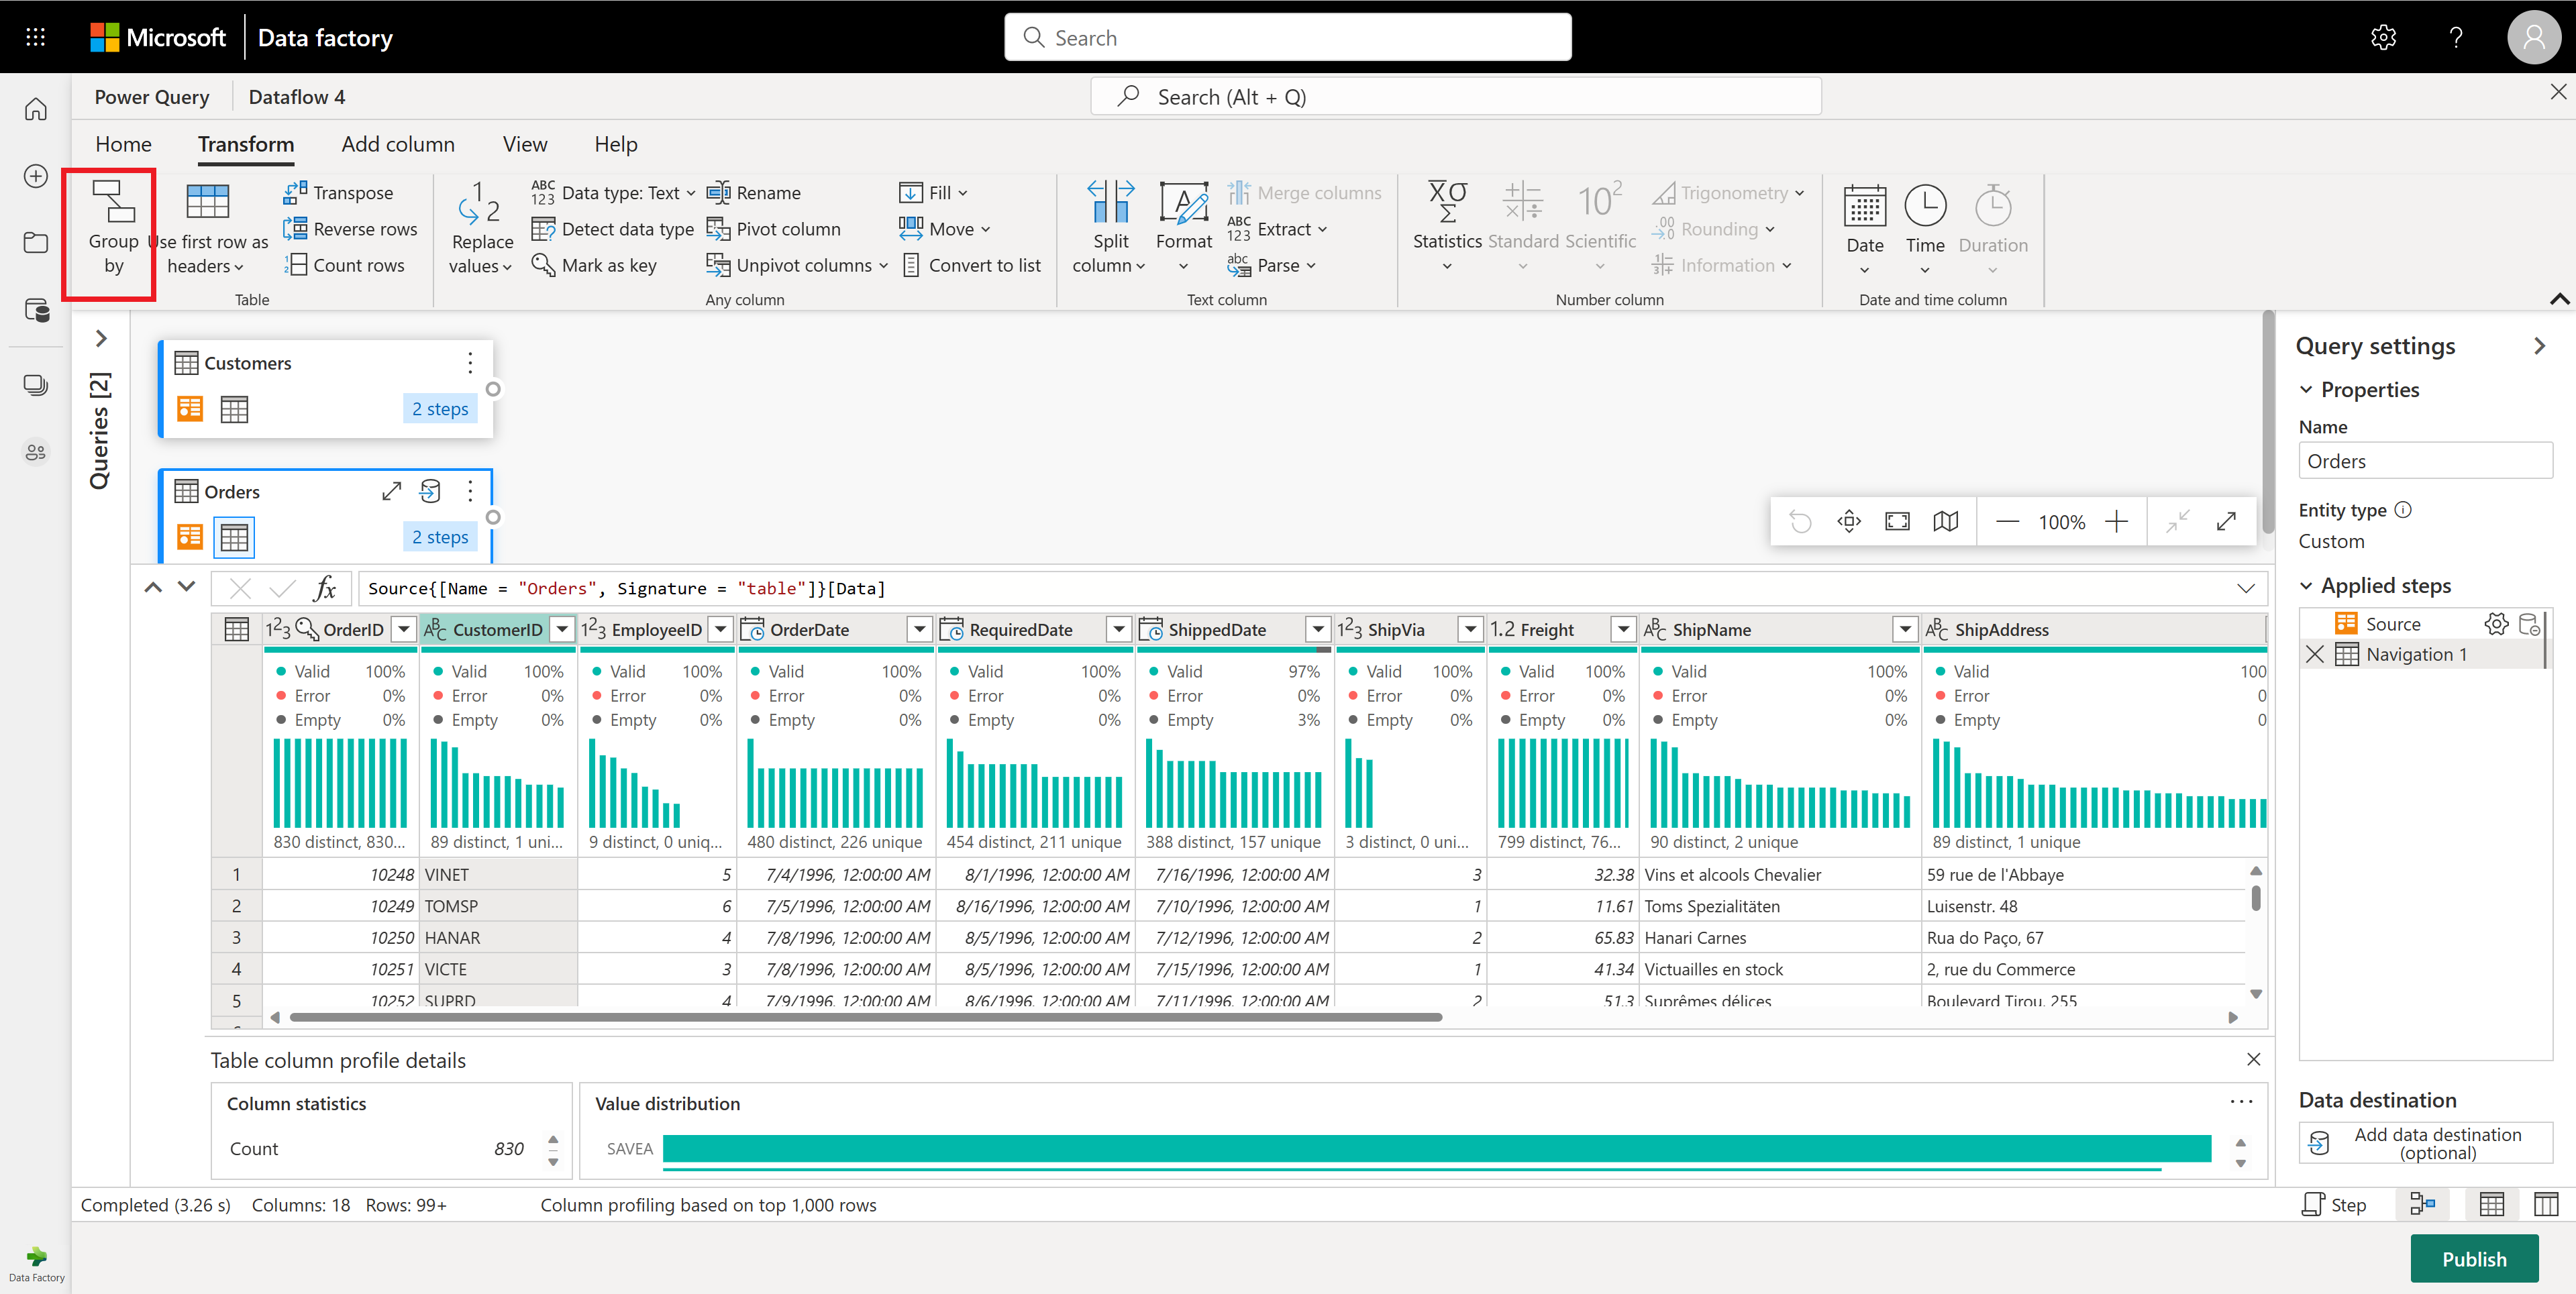 Microsoft Data factory Search
Power Query Dataflow 4 Search (Alt + Q)
Home Transform Add column View Help
Group by
Use first row as headers
Transpose
Reverse rows
Count rows
Table
Replace values
Data type: Text
Detect data type
Mark as key
Rename
Pivot column
Unpivot columns
Fill
Move
Convert to list
Any column
Split column
Format
Merge columns
Extract
Parse
Text column
Statistics Standard Scientific
Trigonometry
Rounding
Information
Number column
Date Time Duration
Date and time column
Queries [2]
Customers
2 steps
Orders
2 steps
100%
Source{[Name = "Orders", Signature = "table"]}[Data]
OrderID CustomerID EmployeeID OrderDate RequiredDate ShippedDate ShipVia Freight ShipName ShipAddress
Valid 100% Valid 100% Valid 100% Valid 100% Valid 100% Valid 97% Valid 100% Valid 100% Valid 100% Valid 100
Error 0% Error 0% Error 0% Error 0% Error 0% Error 0% Error 0% Error 0% Error 0% Error 0
Empty 0% Empty 0% Empty 0% Empty 0% Empty 0% Empty 3% Empty 0% Empty 0% Empty 0% Empty 0
830 distinct, 830... 89 distinct, 1 uni... 9 distinct, 0 uniq... 480 distinct, 226 unique 454 distinct, 211 unique 388 distinct, 157 unique 3 distinct, 0 uni... 799 distinct, 76... 90 distinct, 2 unique 89 distinct, 1 unique
1 10248 VINET 5 7/4/1996, 12:00:00 AM 8/1/1996, 12:00:00 AM 7/16/1996, 12:00:00 AM 3 32.38 Vins et alcools Chevalier 59 rue de l'Abbaye
2 10249 TOMSP 6 7/5/1996, 12:00:00 AM 8/16/1996, 12:00:00 AM 7/10/1996, 12:00:00 AM 1 11.61 Toms Spezialitäten Luisenstr. 48
3 10250 HANAR 4 7/8/1996, 12:00:00 AM 8/5/1996, 12:00:00 AM 7/12/1996, 12:00:00 AM 2 65.83 Hanari Carnes Rua do Paço, 67
4 10251 VICTE 3 7/8/1996, 12:00:00 AM 8/5/1996, 12:00:00 AM 7/15/1996, 12:00:00 AM 1 41.34 Victuailles en stock 2, rue du Commerce
5 10252 SUPRD 4 7/9/1996, 12:00:00 AM 8/6/1996, 12:00:00 AM 7/11/1996, 12:00:00 AM 2 51.3 Suprêmes délices Boulevard Tirou, 255
Table column profile details
Column statistics
Count 830
Value distribution
SAVEA
Query settings
Properties
Name
Orders
Entity type
Custom
Applied steps
Source
Navigation 1
Data destination
Add data destination
(optional)
Completed (3.26 s) Columns: 18 Rows: 99+ Column profiling based on top 1,000 rows Step
Data Factory
Publish